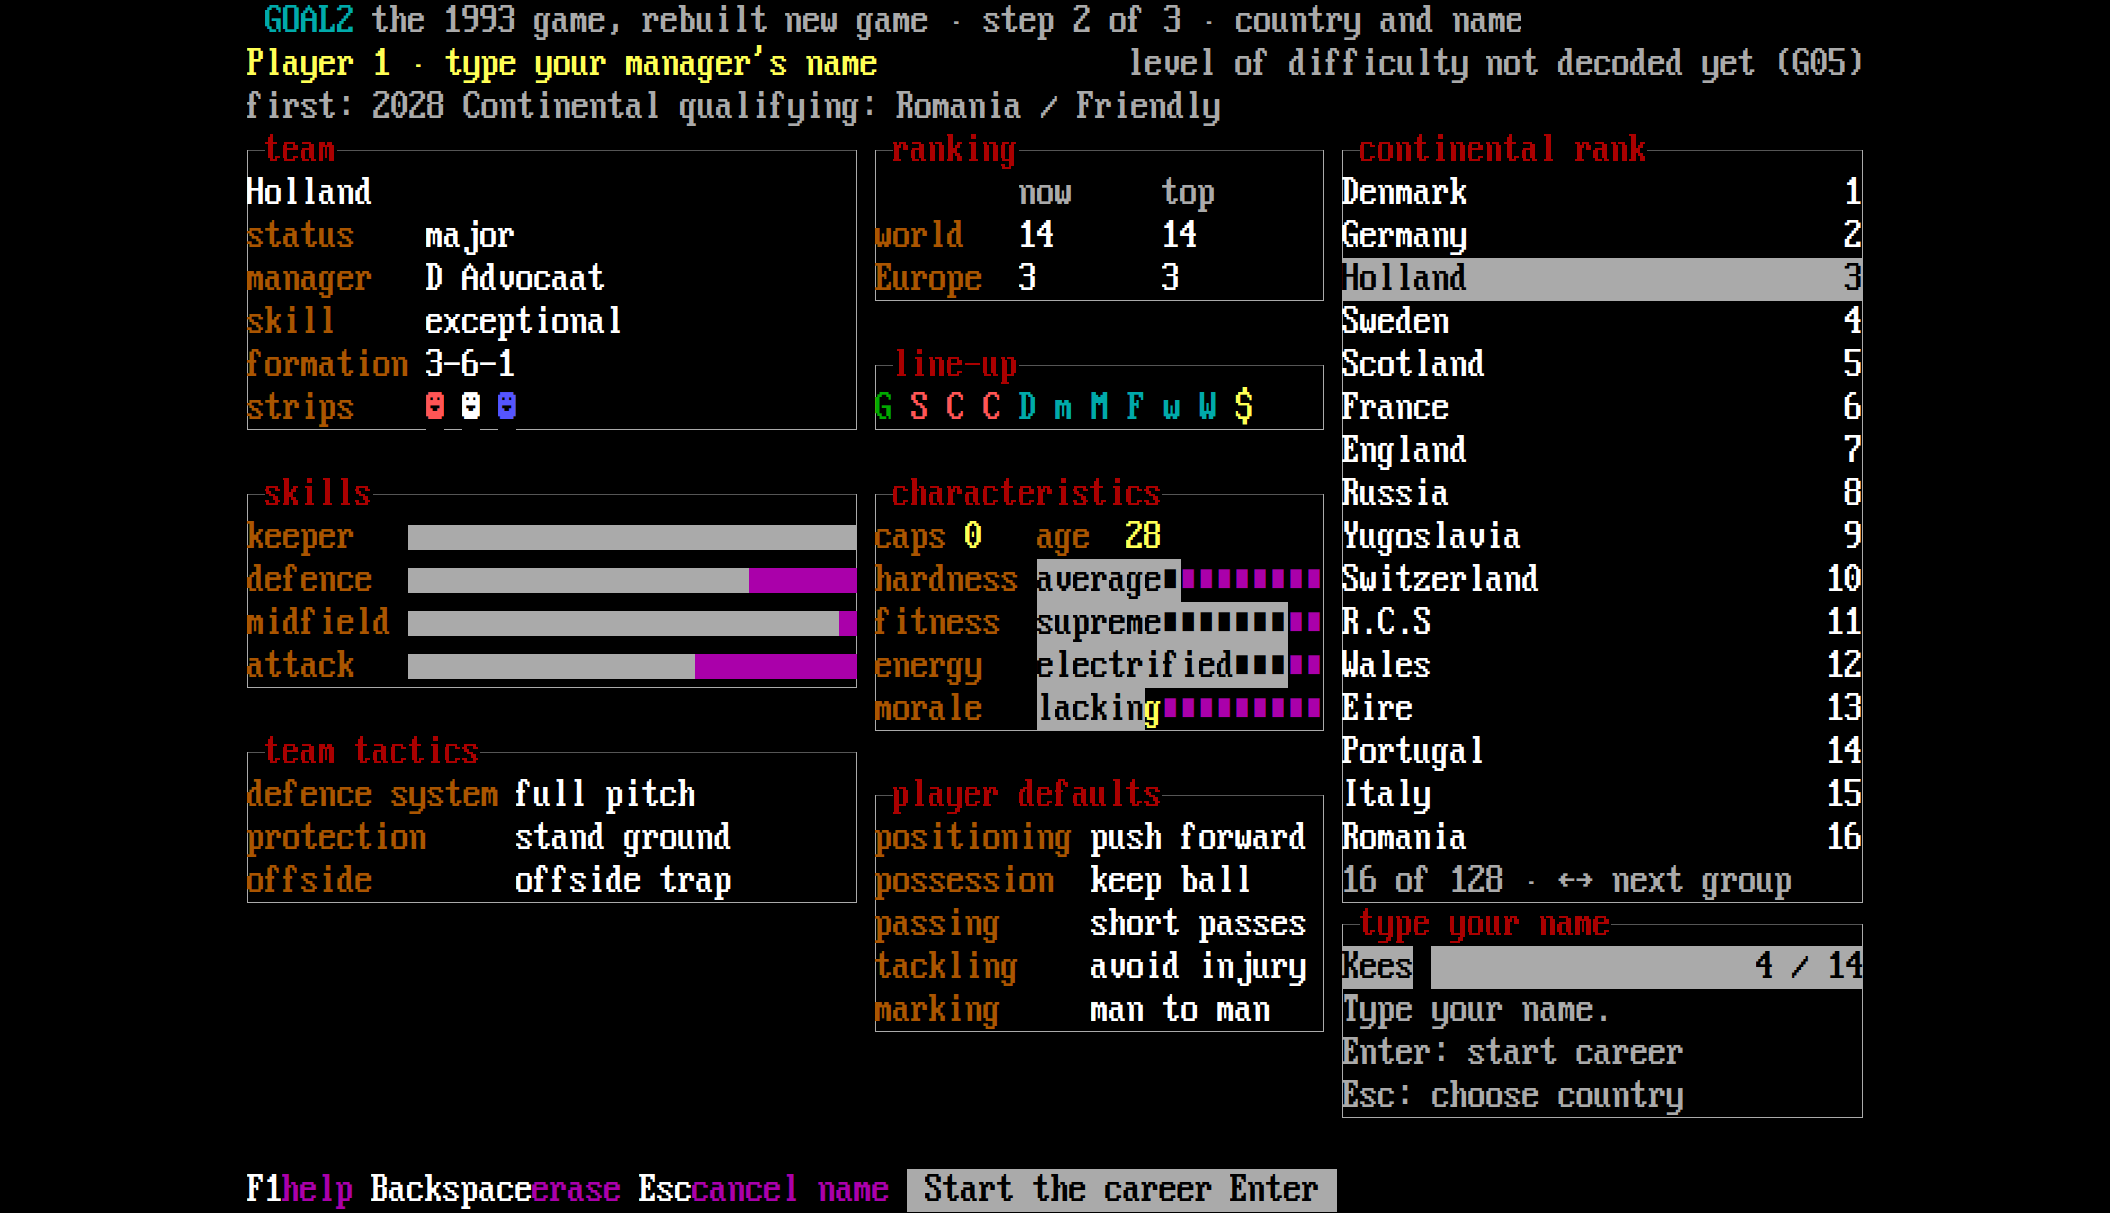 GOAL2 the 1993 game, rebuilt new game · step 2 of 3 · country and name
Player 1 · type your manager's name
level of difficulty not decoded yet (G05)
first: 2028 Continental qualifying: Romania / Friendly
team
Holland
status major
manager D Advocaat
skill exceptional
formation 3-6-1
strips
skills
keeper
defence
midfield
attack
team tactics
defence system full pitch
protection stand ground
offside offside trap
ranking
now top
world 14 14
Europe 3 3
line-up
G S C C D m M F w W $
characteristics
caps 0 age 28
hardness average
fitness supreme
energy electrified
morale lacking
player defaults
positioning push forward
possession keep ball
passing short passes
tackling avoid injury
marking man to man
continental rank
Denmark 1
Germany 2
Holland 3
Sweden 4
Scotland 5
France 6
England 7
Russia 8
Yugoslavia 9
Switzerland 10
R.C.S 11
Wales 12
Eire 13
Portugal 14
Italy 15
Romania 16
16 of 128 · ↔ next group
type your name
Kees 4 / 14
Type your name.
Enter: start career
Esc: choose country
F1help Backspaceerase Esccancel name Start the career Enter